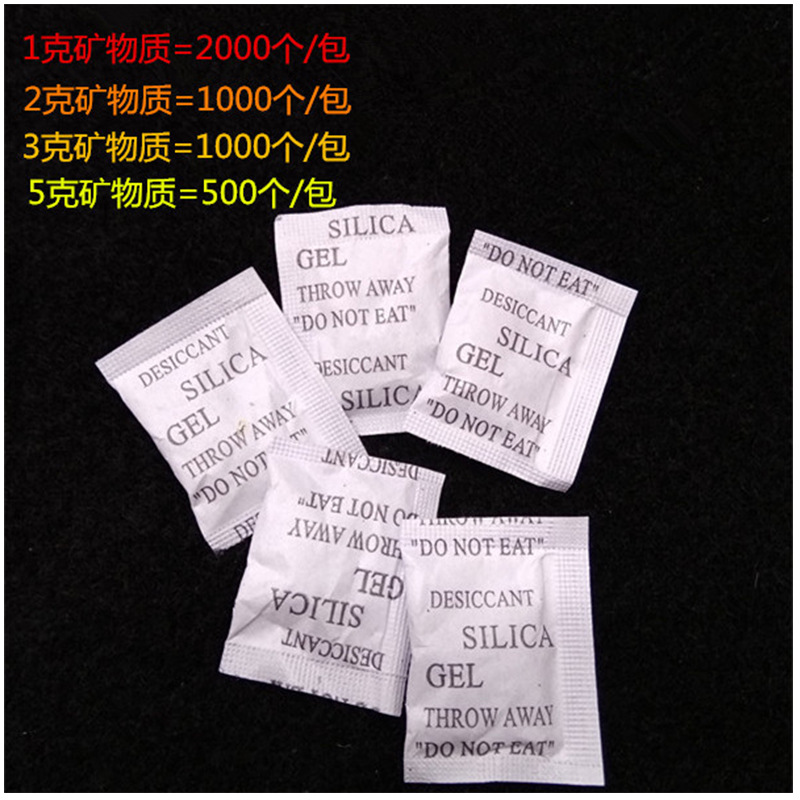 1克矿物质=2000个/包
2克矿物质=1000个/包
3克矿物质=1000个/包
5克矿物质=500个/包
SILICA
GEL
THROW AWAY
"DO NOT EAT"
DESICCANT
SILICA
"DO NOT EAT"
DESICCANT
SILICA
GEL
THROW AWAY
"DO NOT EAT"
DESICCANT
SILICA
GEL
THROW AWAY
"DO NOT
DESICCANT
DO NOT EAT"
THROW AWAY
GEL
SILICA
DESICCANT
THROW AWAY
"DO NOT EAT"
DESICCANT
SILICA
GEL
THROW AWAY
"DO NOT EAT"